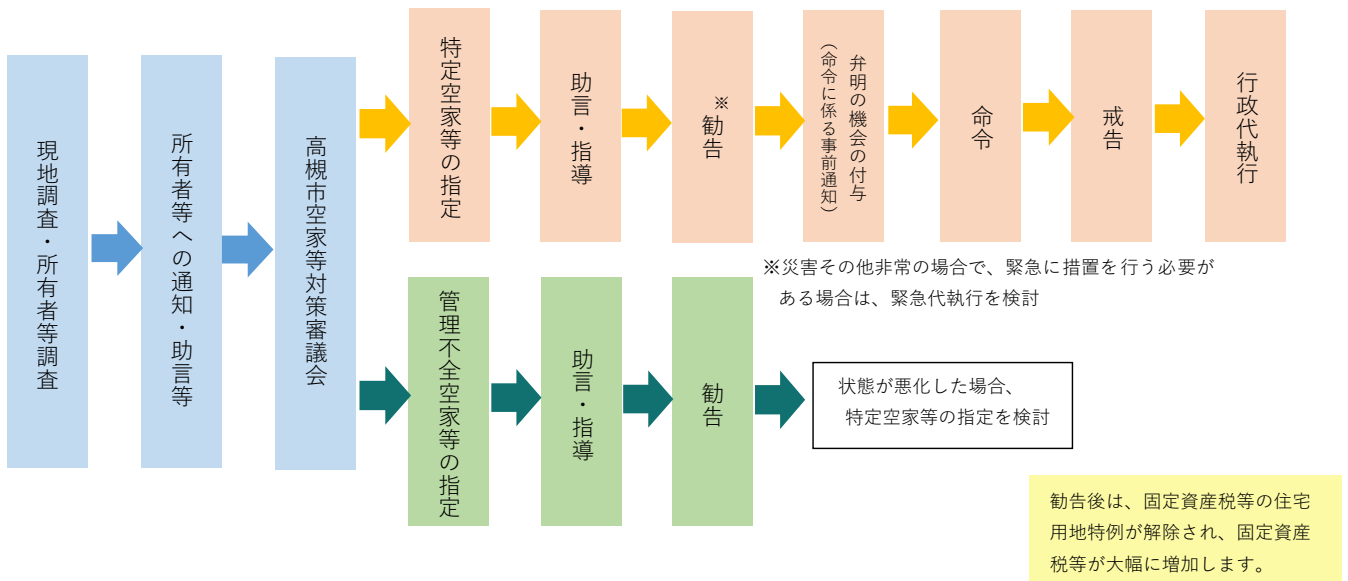 現地調査・所有者等調査
所有者等への通知・助言等
高槻市空家等対策審議会
特定空家等の指定
助言・指導
※
勧告
弁明の機会の付与
（命令に係る事前通知）
命令
戒告
行政代執行
※災害その他非常の場合で、緊急に措置を行う必要が
ある場合は、緊急代執行を検討
管理不全空家等の指定
助言・指導
勧告
状態が悪化した場合、
特定空家等の指定を検討
勧告後は、固定資産税等の住宅
用地特例が解除され、固定資産
税等が大幅に増加します。